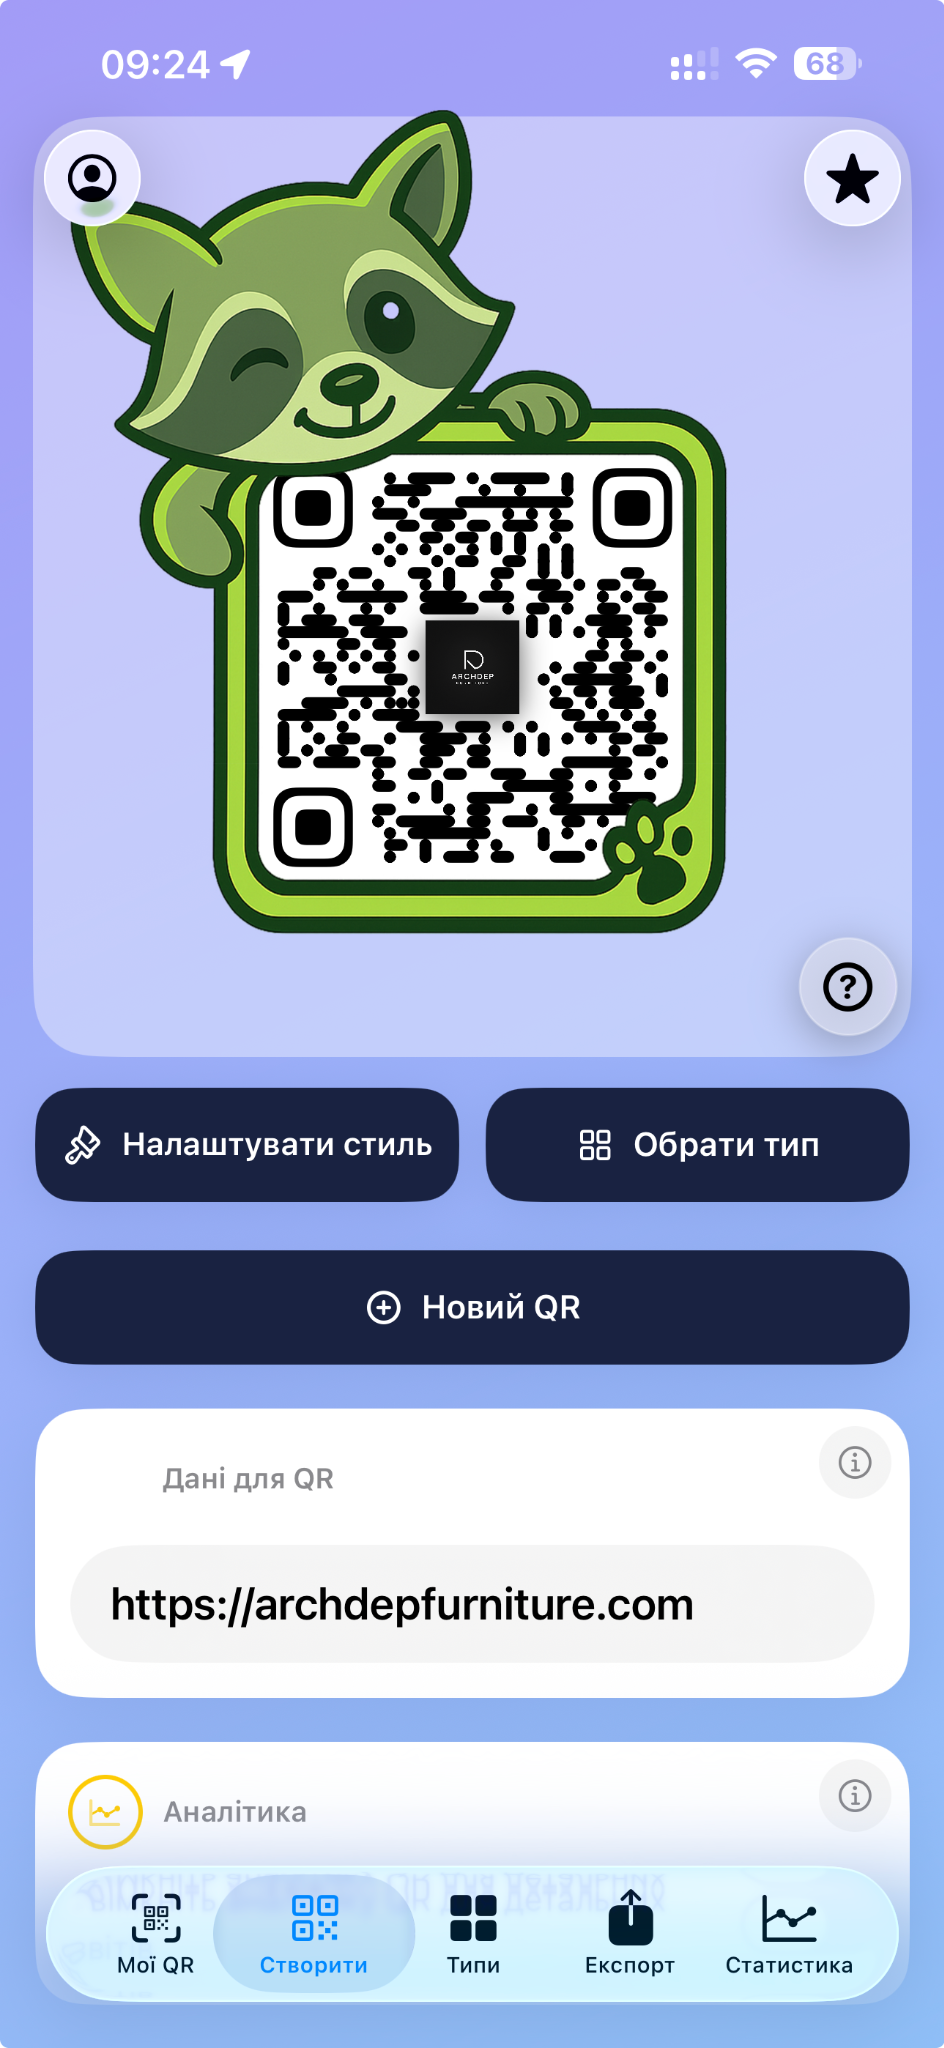 09:24
68
ARCHDEP
Налаштувати стиль
Обрати тип
Новий QR
Дані для QR
https://archdepfurniture.com
Аналітика
Мої QR
Створити
Типи
Експорт
Статистика